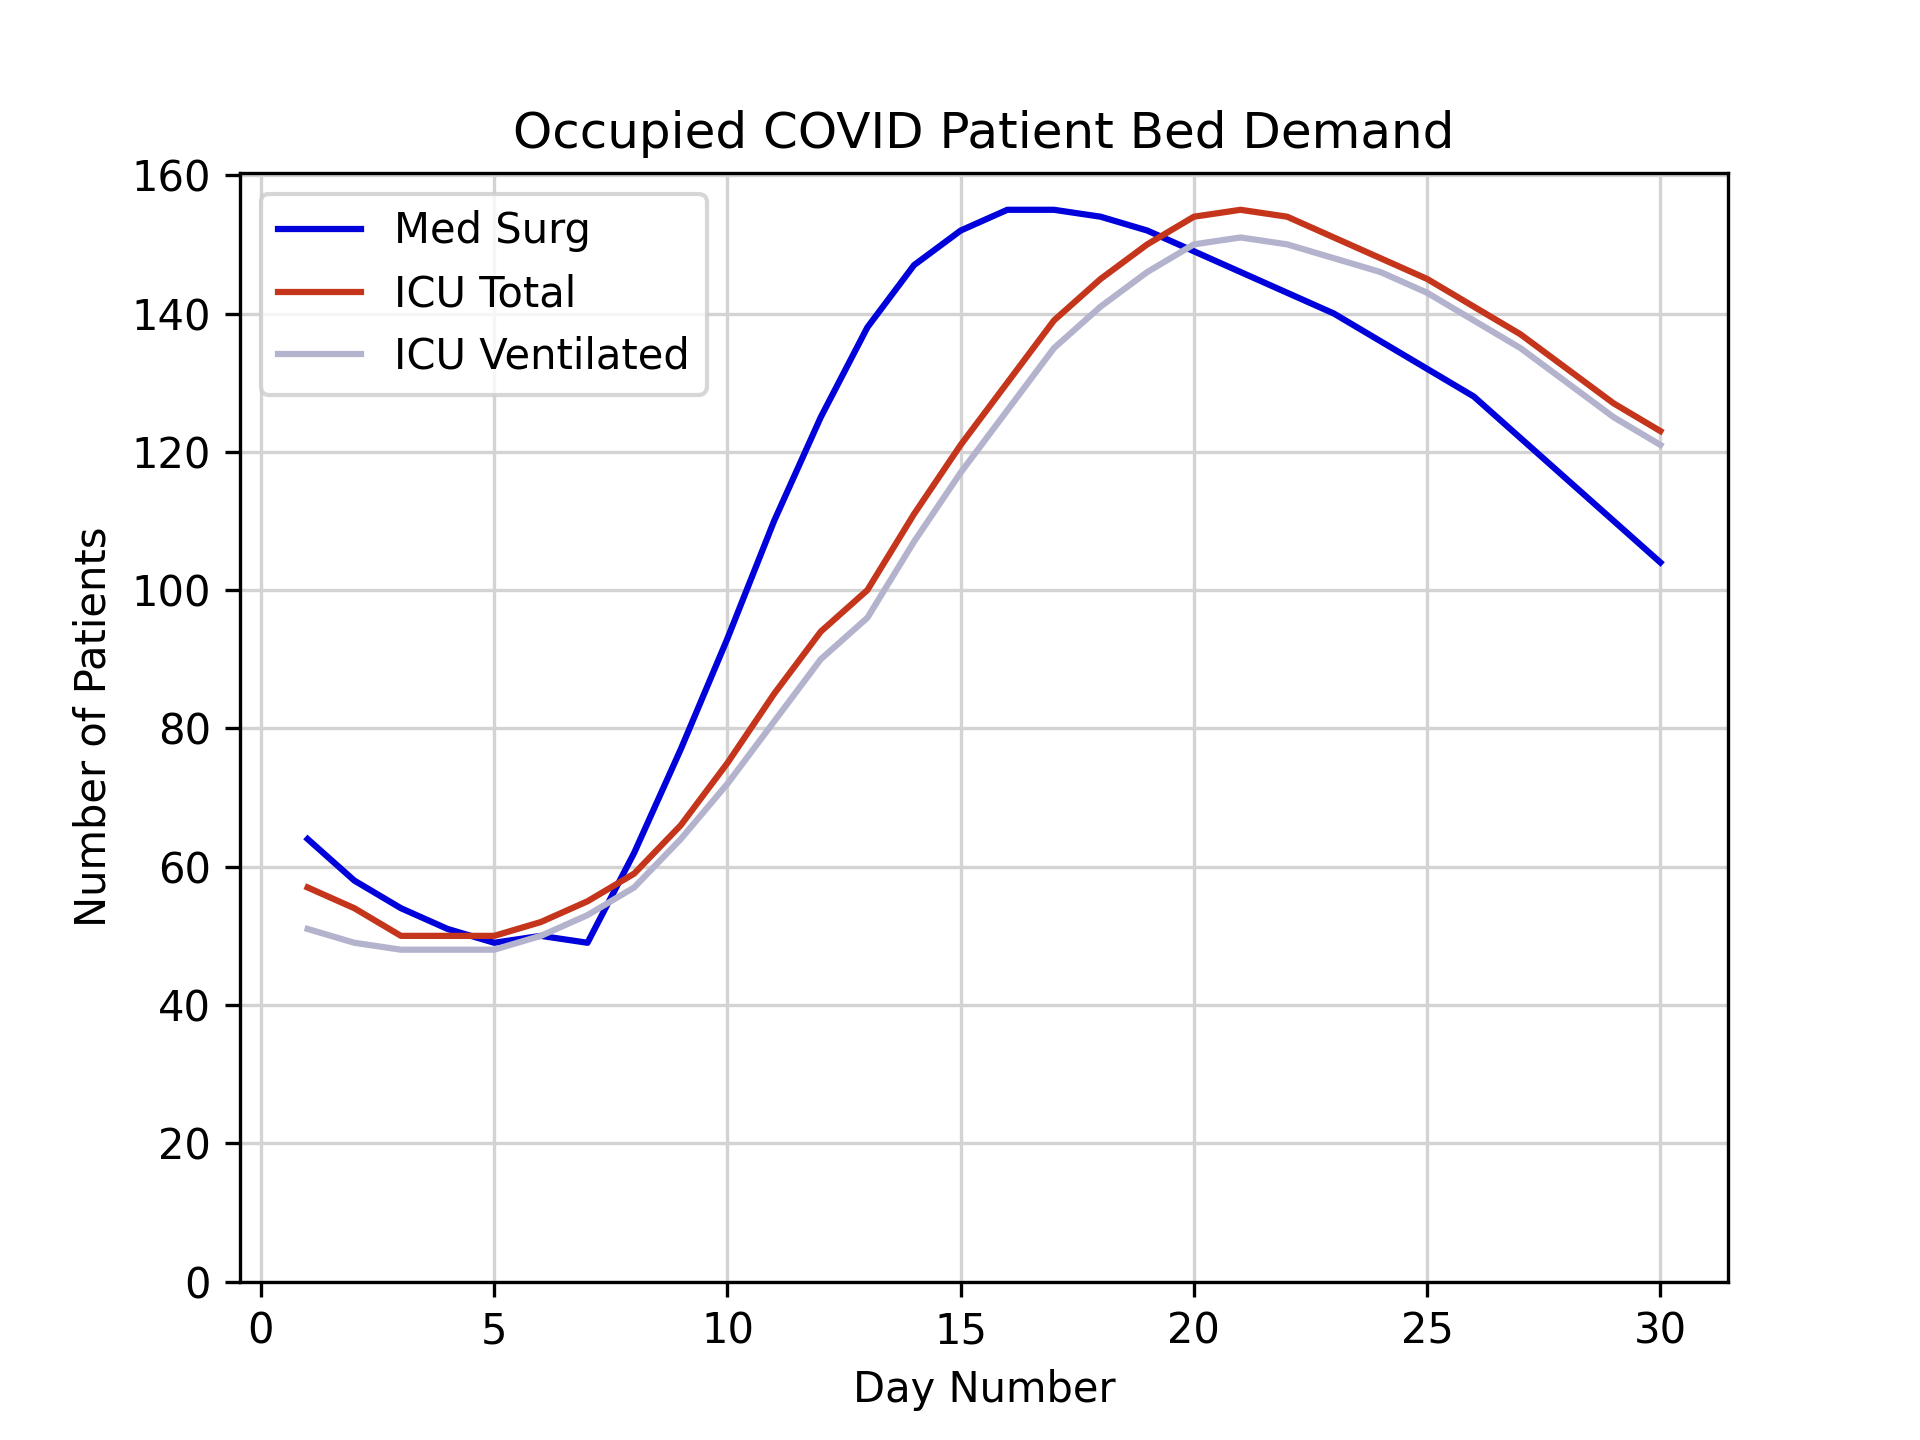 Occupied COVID Patient Bed Demand
Med Surg
ICU Total
ICU Ventilated
Number of Patients
160
140
120
100
80
60
40
20
0
0 5 10 15 20 25 30
Day Number